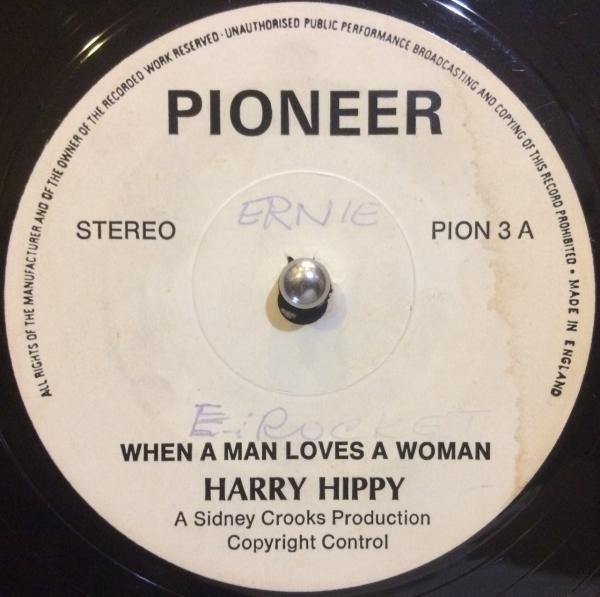 ALL RIGHTS OF THE MANUFACTURER AND OF THE OWNER OF THE RECORDED WORK RESERVED · UNAUTHORISED PUBLIC PERFORMANCE BROADCASTING AND COPYING OF THIS RECORD PROHIBITED • MADE IN ENGLAND
PIONEER
ERNIE
STEREO
PION 3 A
E-ROCKET
WHEN A MAN LOVES A WOMAN
HARRY HIPPY
A Sidney Crooks Production
Copyright Control